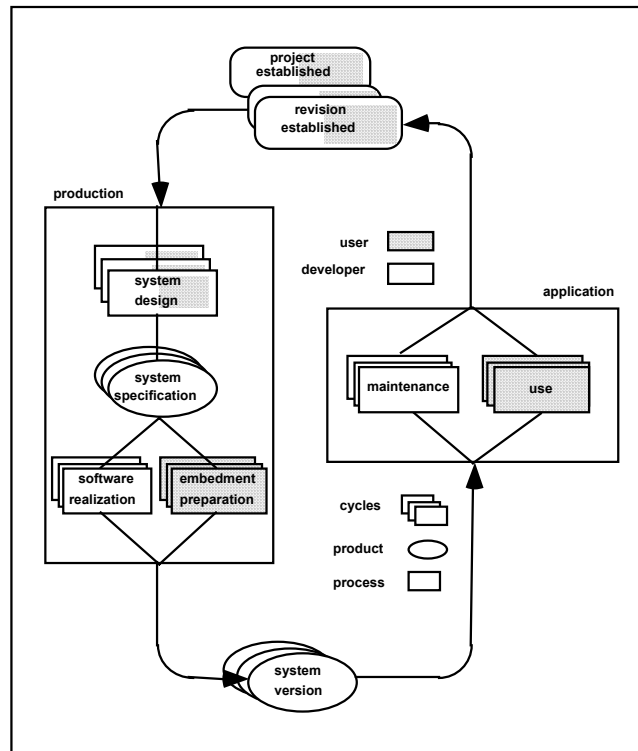 project
established
revision
established
production
system
design
system
specification
software
realization
embedment
preparation
user
developer
application
maintenance
use
cycles
product
process
system
version